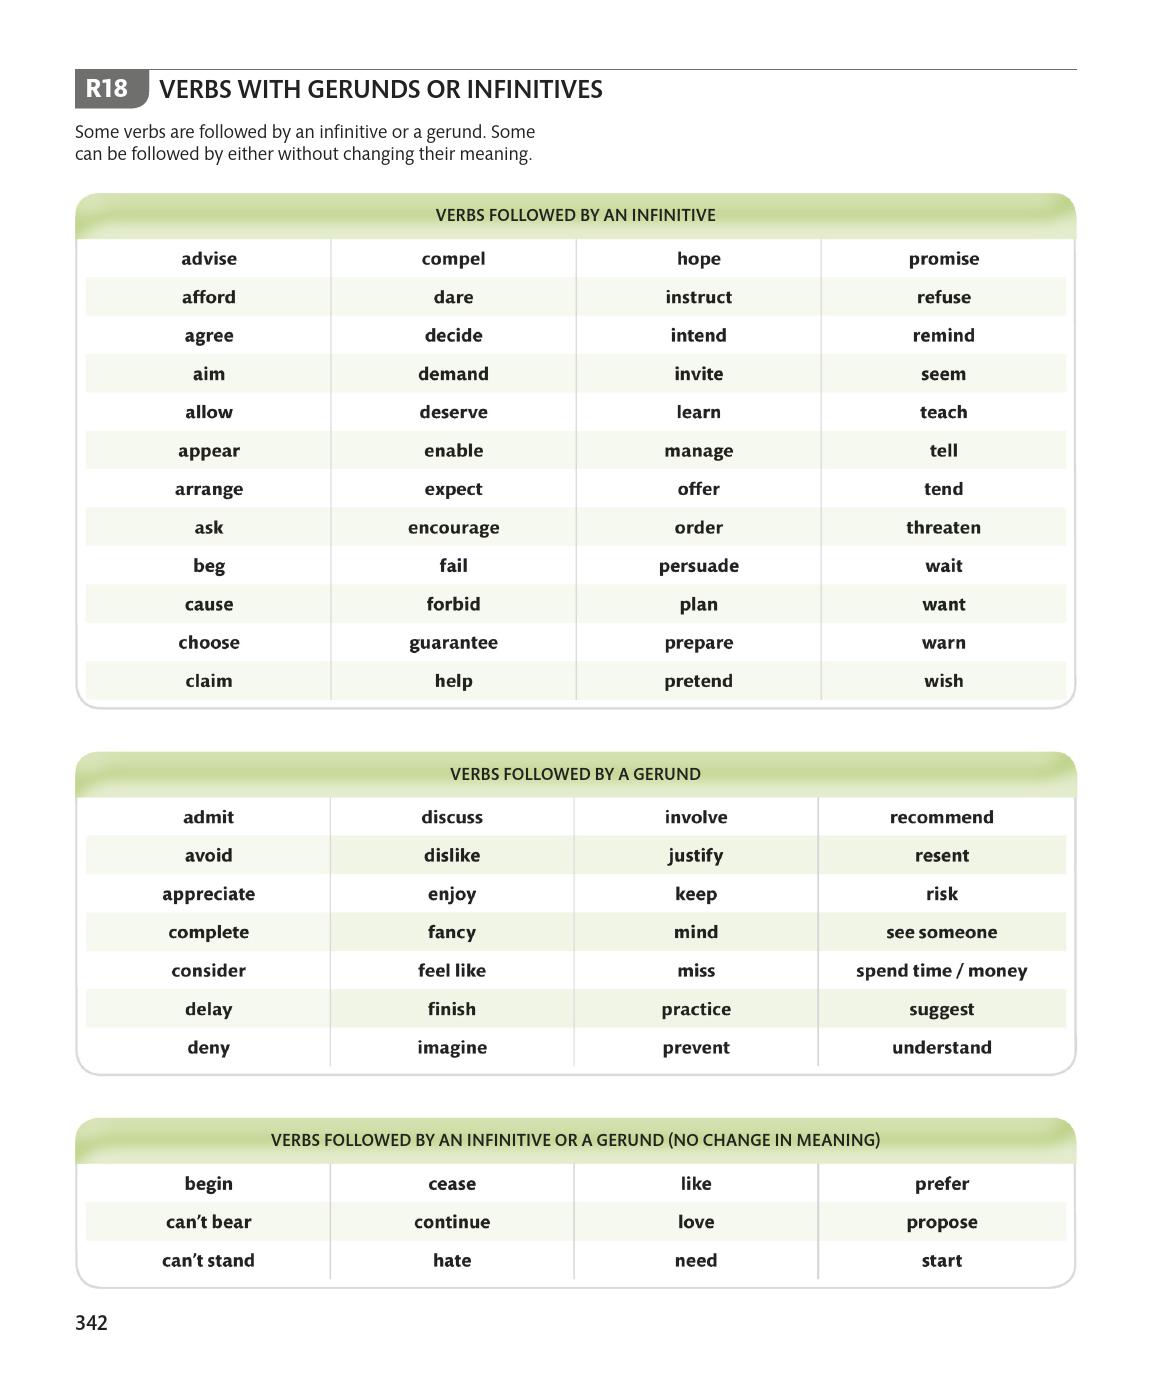 R18 VERBS WITH GERUNDS OR INFINITIVES
Some verbs are followed by an infinitive or a gerund. Some
can be followed by either without changing their meaning.
VERBS FOLLOWED BY AN INFINITIVE
advise compel hope promise
afford dare instruct refuse
agree decide intend remind
aim demand invite seem
allow deserve learn teach
appear enable manage tell
arrange expect offer tend
ask encourage order threaten
beg fail persuade wait
cause forbid plan want
choose guarantee prepare warn
claim help pretend wish
VERBS FOLLOWED BY A GERUND
admit discuss involve recommend
avoid dislike justify resent
appreciate enjoy keep risk
complete fancy mind see someone
consider feel like miss spend time / money
delay finish practice suggest
deny imagine prevent understand
VERBS FOLLOWED BY AN INFINITIVE OR A GERUND (NO CHANGE IN MEANING)
begin cease like prefer
can’t bear continue love propose
can’t stand hate need start
342